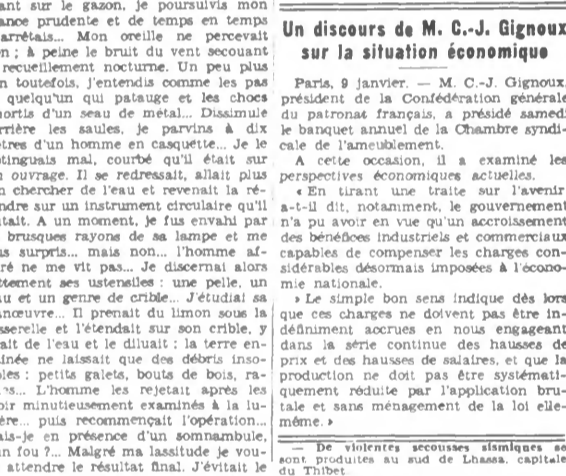 ant sur le gazon, je poursuivis mon
ance prudente et de temps en temps
arrêtais... Mon oreille ne percevait
n ; à peine le bruit du vent secouant
recueillement nocturne. Un peu plus
n toutefois, j'entendis comme les pas
quelqu'un qui patauge et les chocs
ortis d'un seau de métal... Dissimulé
rrière les saules, je parvins à dix
tres d'un homme en casquette... Je le
tinguais mal, courbé qu'il était sur
n ouvrage. Il se redressait, allait plus
n chercher de l'eau et revenait la ré-
ndre sur un instrument circulaire qu'il
tait. A un moment, je fus envahi par
brusques rayons de sa lampe et me
us surpris... mais non... l'homme af-
ré ne me vit pas... Je discernai alors
ttement ses ustensiles : une pelle, un
au et un genre de crible... J'étudiai sa
anœuvre... Il prenait du limon sous la
sserelle et l'étendait sur son crible, y
ait de l'eau et le diluait : la terre en-
înée ne laissait que des débris inso-
les : petits galets, bouts de bois, ra-
es... L'homme les rejetait après les
oir minutieusement examinés à la lu-
ère... puis recommençait l'opération...
ais-je en présence d'un somnambule,
un fou ?... Malgré ma lassitude je vou-
attendre le résultat final. J'évitait le
Un discours de M. C.-J. Gignoux
sur la situation économique
Paris, 9 janvier. — M. C.-J. Gignoux,
président de la Confédération générale
du patronat français, a présidé samedi
le banquet annuel de la Chambre syndi-
cale de l'ameublement.
A cette occasion, il a examiné les
perspectives économiques actuelles.
« En tirant une traite sur l'avenir
a-t-il dit, notamment, le gouvernement
n'a pu avoir en vue qu'un accroissement
des bénéfices industriels et commerciaux
capables de compenser les charges con-
sidérables désormais imposées à l'écono-
mie nationale.
» Le simple bon sens indique dès lors
que ces charges ne doivent pas être in-
définiment accrues en nous engageant
dans la série continue des hausses de
prix et des hausses de salaires, et que la
production ne doit pas être systémati-
quement réduite par l'application bru-
tale et sans ménagement de la loi elle-
même. »
— De violentes secousses sismiques se
sont produites au sud de Lhassa, capitale
du Thibet